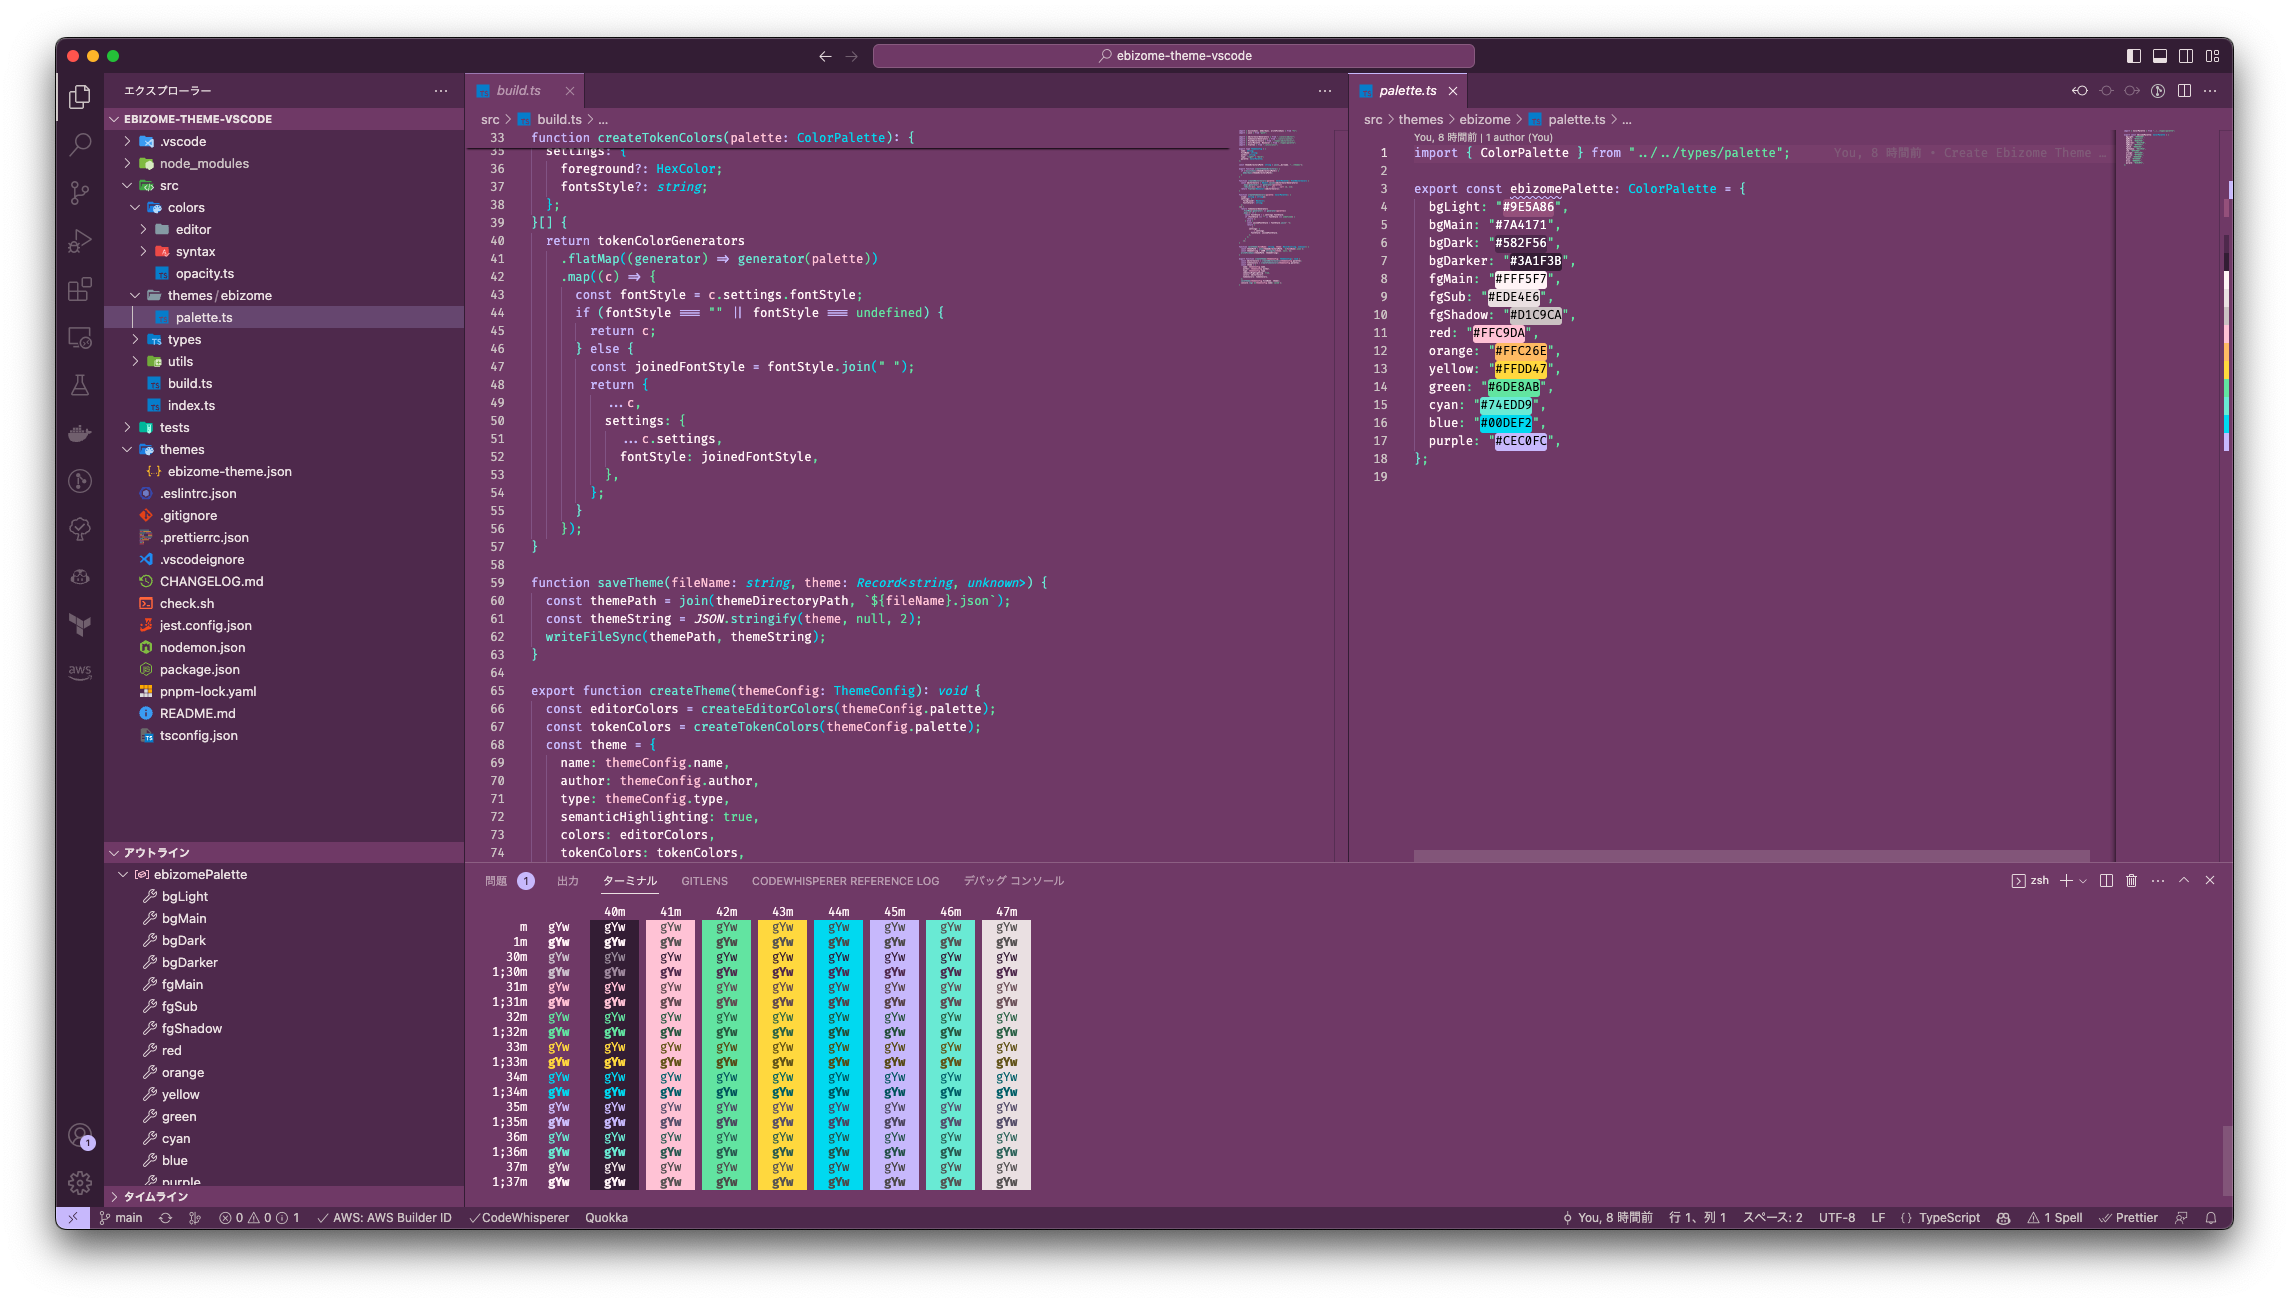 ebizome-theme-vscode
エクスプローラー
EBIZOME-THEME-VSCODE
.vscode
node_modules
src
colors
editor
syntax
opacity.ts
themes/ebizome
palette.ts
types
utils
build.ts
index.ts
tests
themes
ebizome-theme.json
.eslintrc.json
.gitignore
.prettierrc.json
.vscodeignore
CHANGELOG.md
check.sh
jest.config.json
nodemon.json
package.json
pnpm-lock.yaml
README.md
tsconfig.json
アウトライン
ebizomePalette
bgLight
bgMain
bgDark
bgDarker
fgMain
fgSub
fgShadow
red
orange
yellow
green
cyan
blue
purple
タイムライン
build.ts
src > build.ts > ...
33 function createTokenColors(palette: ColorPalette): {
35 settings: {
36 foreground?: HexColor;
37 fontsStyle?: string;
38 };
39 }[] {
40 return tokenColorGenerators
41 .flatMap((generator) => generator(palette))
42 .map((c) => {
43 const fontStyle = c.settings.fontStyle;
44 if (fontStyle === "" || fontStyle === undefined) {
45 return c;
46 } else {
47 const joinedFontStyle = fontStyle.join(" ");
48 return {
49 ...c,
50 settings: {
51 ...c.settings,
52 fontStyle: joinedFontStyle,
53 },
54 };
55 }
56 });
57 }
58
59 function saveTheme(fileName: string, theme: Record<string, unknown>) {
60 const themePath = join(themeDirectoryPath, `${fileName}.json`);
61 const themeString = JSON.stringify(theme, null, 2);
62 writeFileSync(themePath, themeString);
63 }
64
65 export function createTheme(themeConfig: ThemeConfig): void {
66 const editorColors = createEditorColors(themeConfig.palette);
67 const tokenColors = createTokenColors(themeConfig.palette);
68 const theme = {
69 name: themeConfig.name,
70 author: themeConfig.author,
71 type: themeConfig.type,
72 semanticHighlighting: true,
73 colors: editorColors,
74 tokenColors: tokenColors,
palette.ts
src > themes > ebizome > palette.ts > ...
You, 8 時間前 | 1 author (You)
1 import { ColorPalette } from "../../types/palette"; You, 8 時間前 • Create Ebizome Theme …
2
3 export const ebizomePalette: ColorPalette = {
4 bgLight: "#9E5A86",
5 bgMain: "#7A4171",
6 bgDark: "#582F56",
7 bgDarker: "#3A1F3B",
8 fgMain: "#FFF5F7",
9 fgSub: "#EDE4E6",
10 fgShadow: "#D1C9CA",
11 red: "#FFC9DA",
12 orange: "#FFC26E",
13 yellow: "#FFDD47",
14 green: "#6DE8AB",
15 cyan: "#74EDD9",
16 blue: "#00DEF2",
17 purple: "#CEC0FC",
18 };
19
問題 1 出力 ターミナル GITLENS CODEWHISPERER REFERENCE LOG デバッグ コンソール
zsh
40m 41m 42m 43m 44m 45m 46m 47m
m gYw gYw gYw gYw gYw gYw gYw gYw gYw
1m gYw gYw gYw gYw gYw gYw gYw gYw gYw
30m gYw gYw gYw gYw gYw gYw gYw gYw gYw
1;30m gYw gYw gYw gYw gYw gYw gYw gYw gYw
31m gYw gYw gYw gYw gYw gYw gYw gYw gYw
1;31m gYw gYw gYw gYw gYw gYw gYw gYw gYw
32m gYw gYw gYw gYw gYw gYw gYw gYw gYw
1;32m gYw gYw gYw gYw gYw gYw gYw gYw gYw
33m gYw gYw gYw gYw gYw gYw gYw gYw gYw
1;33m gYw gYw gYw gYw gYw gYw gYw gYw gYw
34m gYw gYw gYw gYw gYw gYw gYw gYw gYw
1;34m gYw gYw gYw gYw gYw gYw gYw gYw gYw
35m gYw gYw gYw gYw gYw gYw gYw gYw gYw
1;35m gYw gYw gYw gYw gYw gYw gYw gYw gYw
36m gYw gYw gYw gYw gYw gYw gYw gYw gYw
1;36m gYw gYw gYw gYw gYw gYw gYw gYw gYw
37m gYw gYw gYw gYw gYw gYw gYw gYw gYw
1;37m gYw gYw gYw gYw gYw gYw gYw gYw gYw
aws
1
main 0 0 1 AWS: AWS Builder ID CodeWhisperer Quokka
You, 8 時間前 行 1、列 1 スペース: 2 UTF-8 LF {} TypeScript 1 Spell Prettier